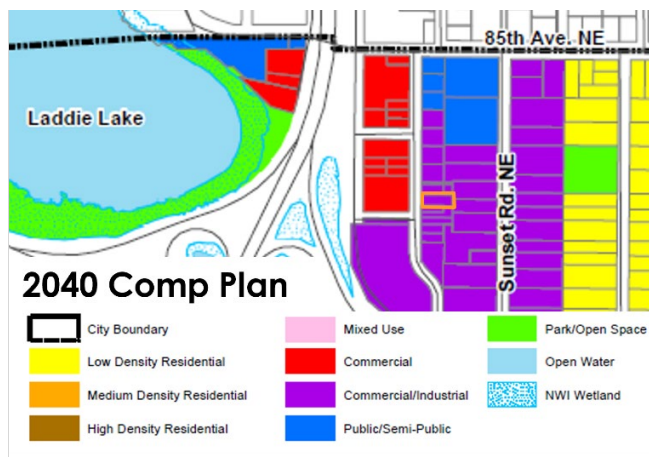 85th Ave. NE
Laddie Lake
Sunset Rd. NE
2040 Comp Plan
City Boundary
Low Density Residential
Medium Density Residential
High Density Residential
Mixed Use
Commercial
Commercial/Industrial
Public/Semi-Public
Park/Open Space
Open Water
NWI Wetland